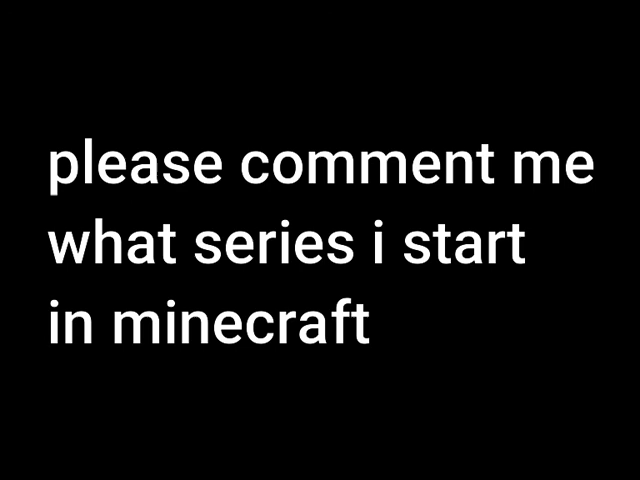 please comment me
what series i start
in minecraft